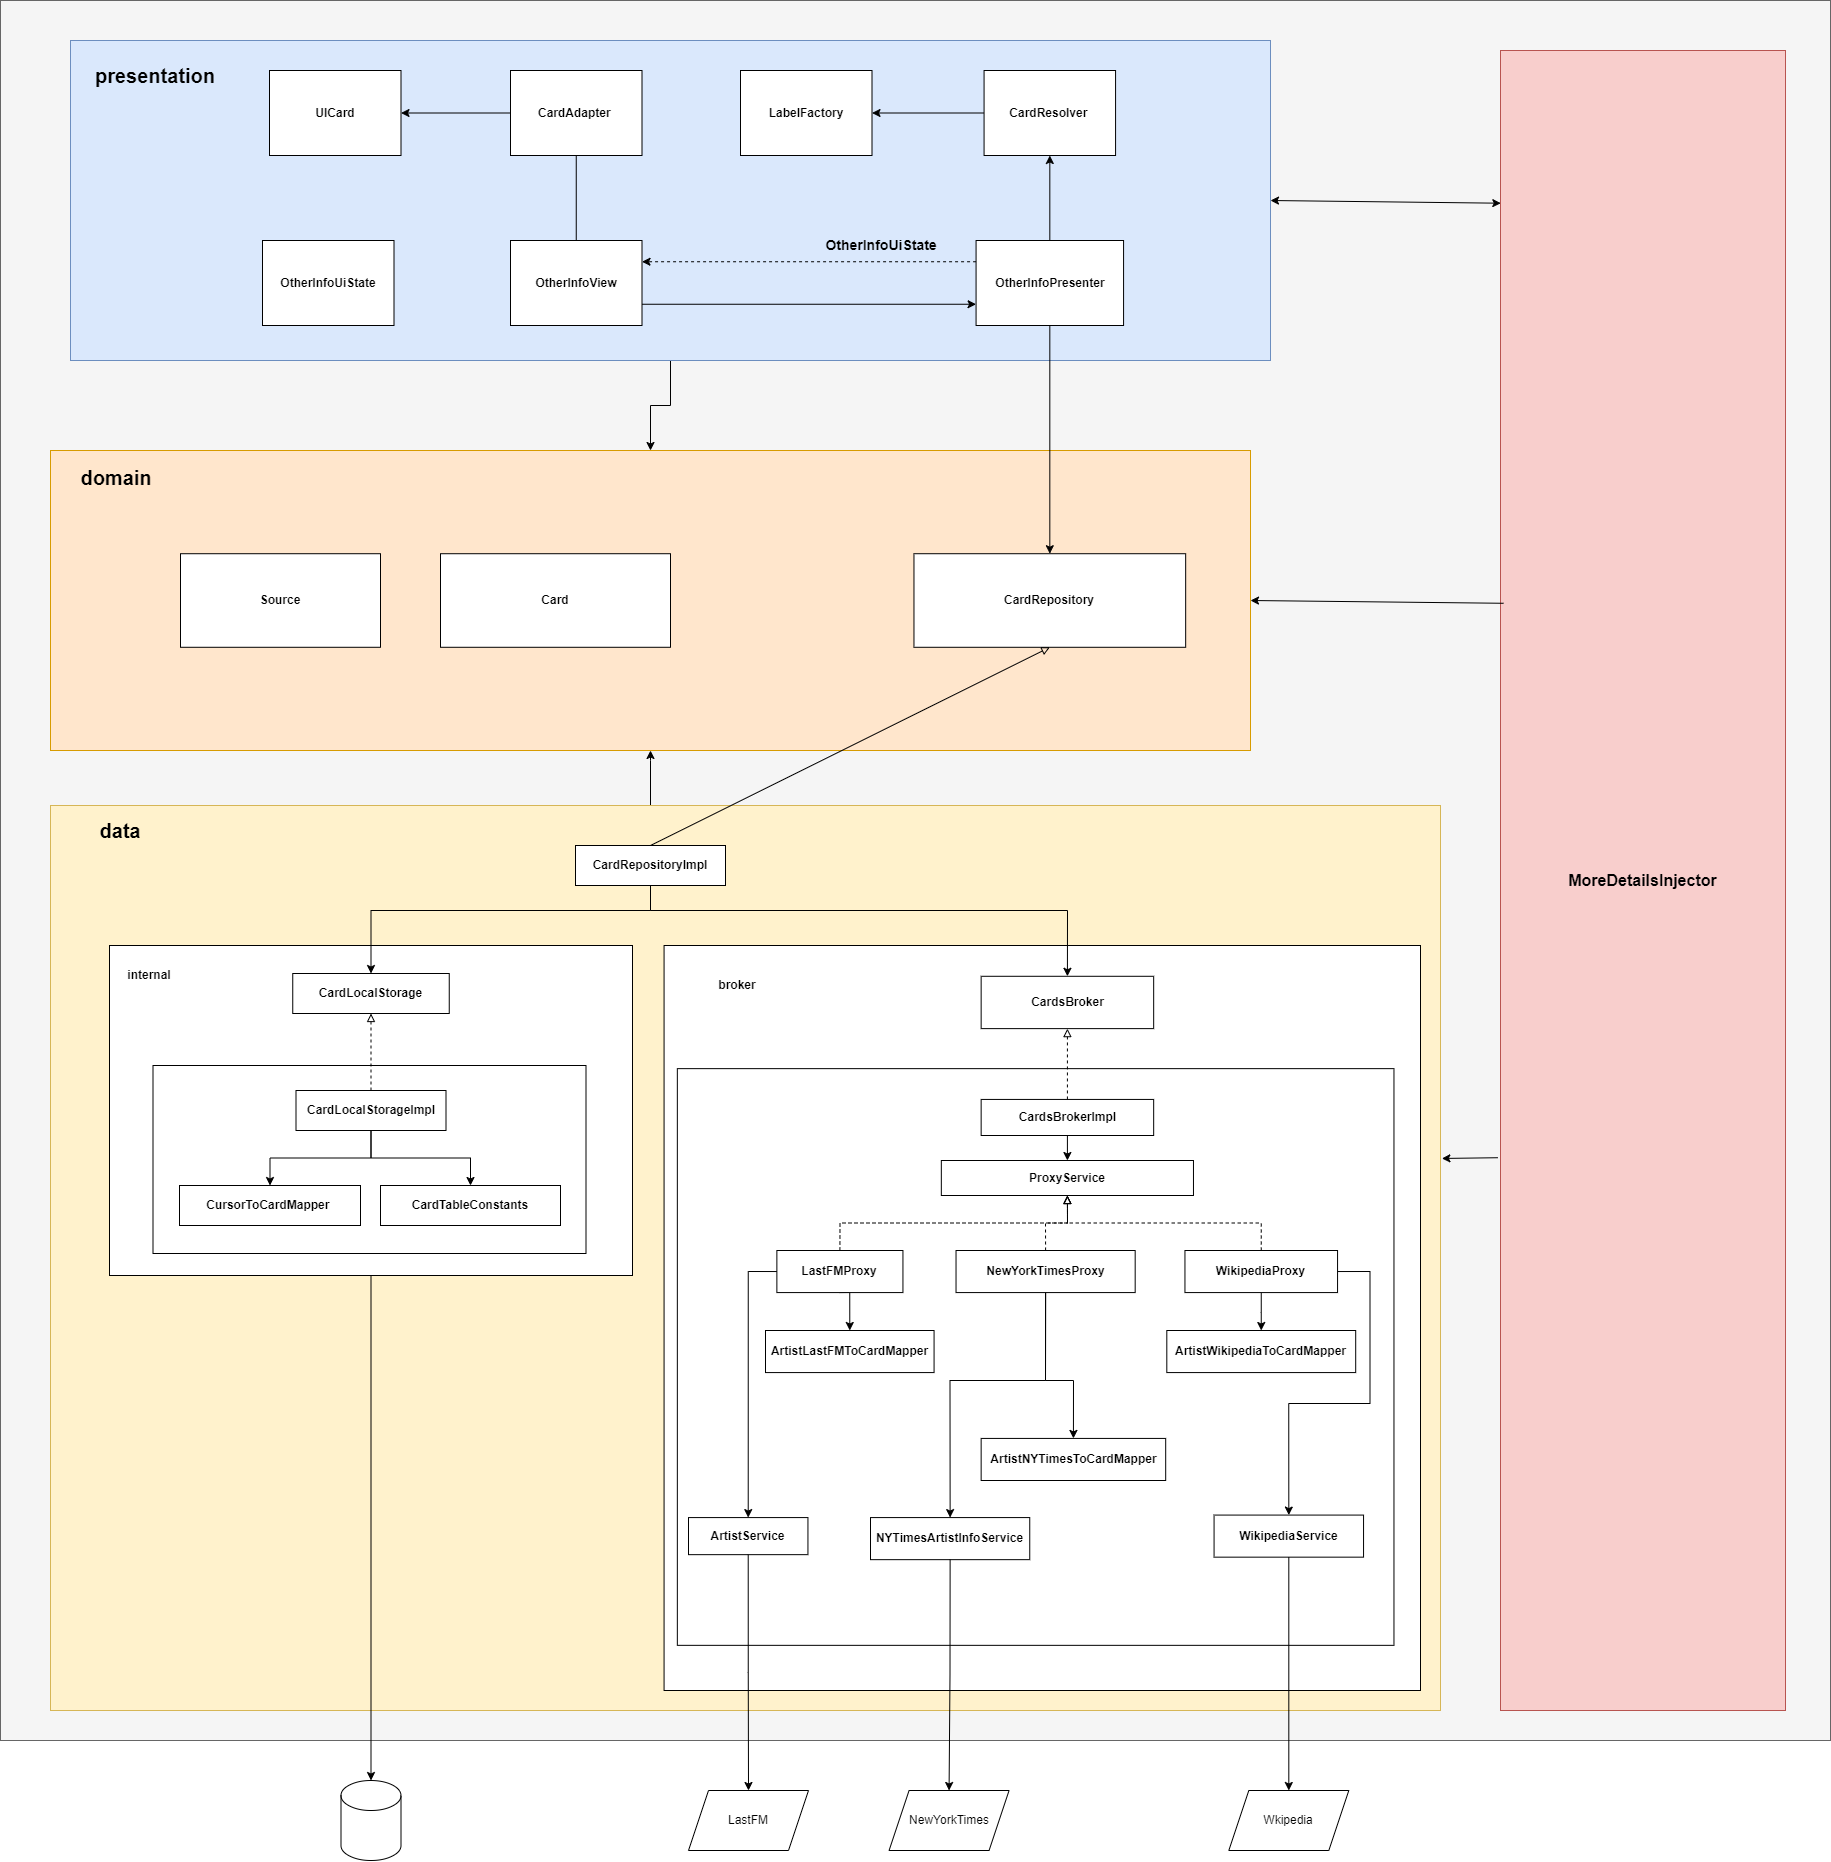 presentation
UICard
CardAdapter
LabelFactory
CardResolver
OtherInfoUiState
OtherInfoUiState
OtherInfoView
OtherInfoPresenter
domain
Source
Card
CardRepository
data
CardRepositoryImpl
MoreDetailsInjector
internal
CardLocalStorage
broker
CardsBroker
CardLocalStorageImpl
CardsBrokerImpl
ProxyService
CursorToCardMapper
CardTableConstants
LastFMProxy
NewYorkTimesProxy
WikipediaProxy
ArtistLastFMToCardMapper
ArtistWikipediaToCardMapper
ArtistNYTimesToCardMapper
ArtistService
NYTimesArtistInfoService
WikipediaService
LastFM
NewYorkTimes
Wkipedia